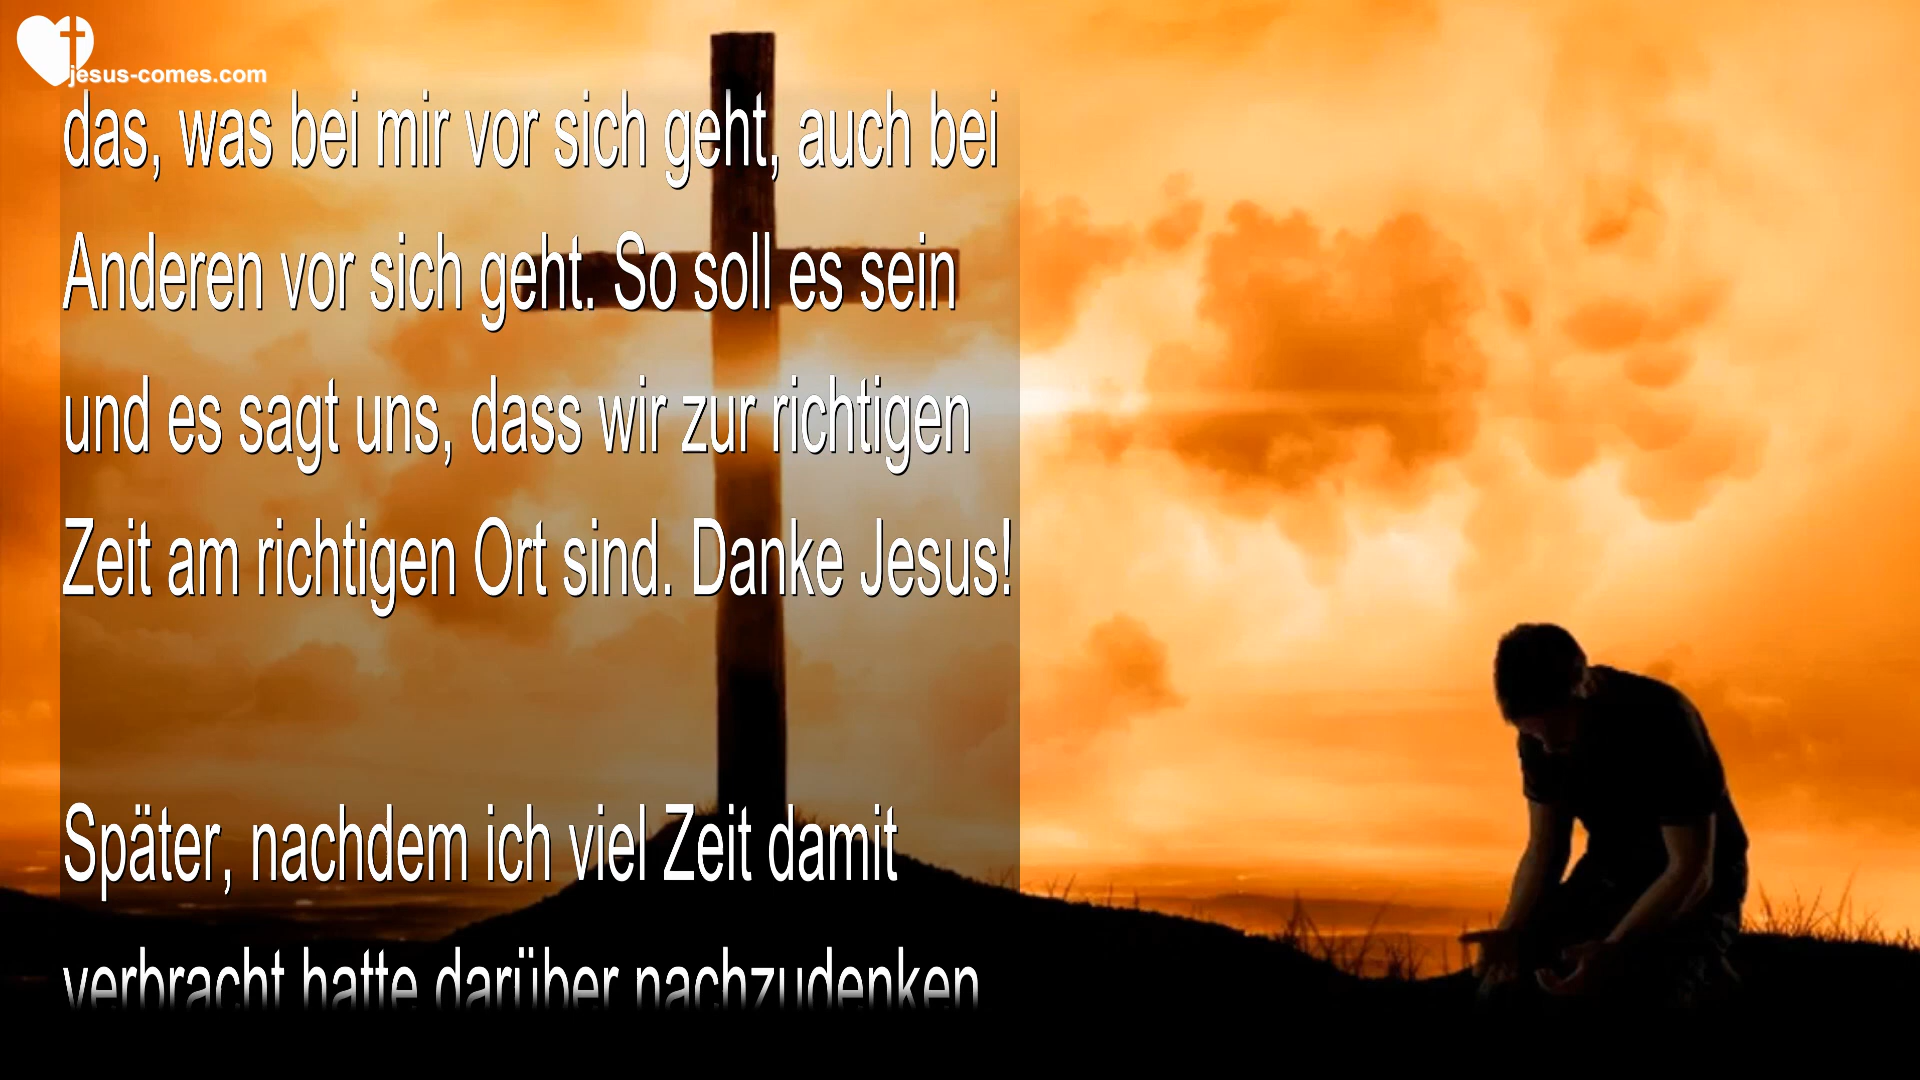 jesus-comes.com
das, was bei mir vor sich geht, auch bei
Anderen vor sich geht. So soll es sein
und es sagt uns, dass wir zur richtigen
Zeit am richtigen Ort sind. Danke Jesus!
Später, nachdem ich viel Zeit damit
verbracht hatte darüber nachzudenken